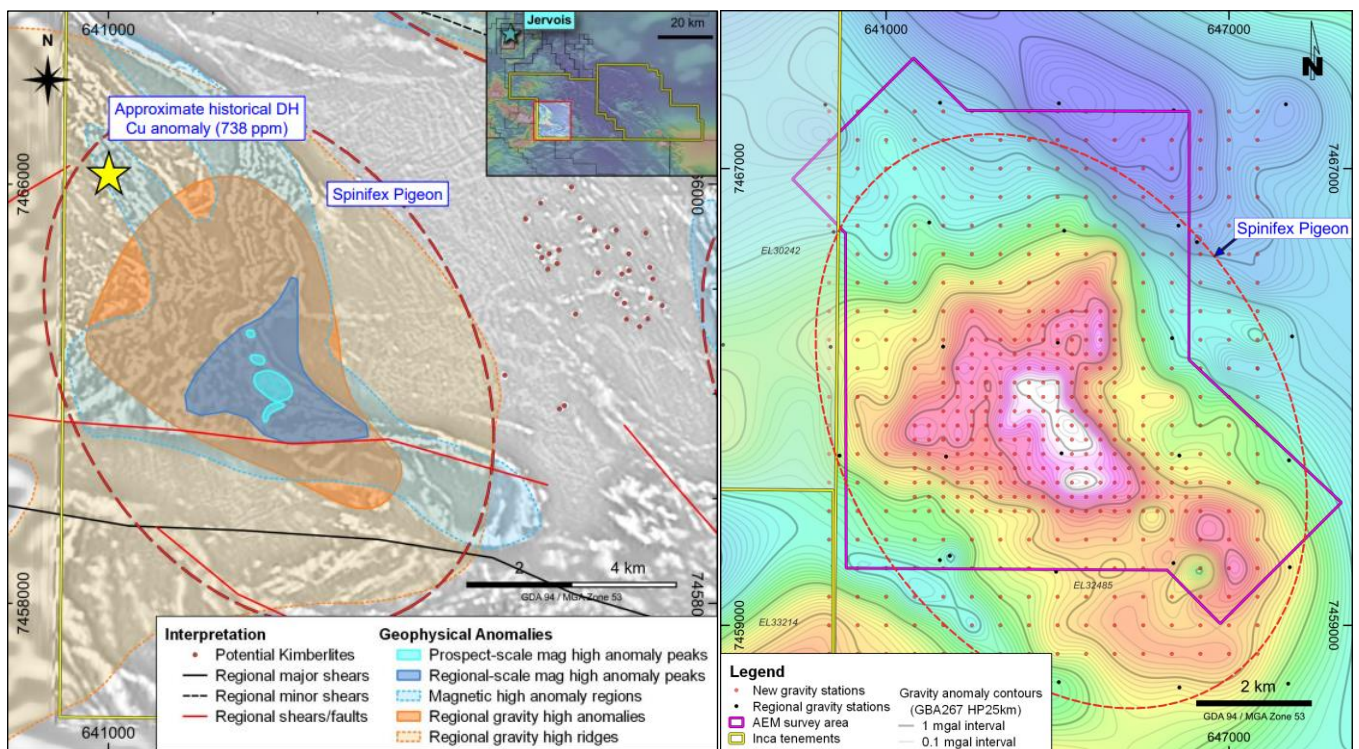 641000
N
Approximate historical DH
Cu anomaly (738 ppm)
Jervois
20 km
7466000
66000
Spinifex Pigeon
7458000
7458000
2
4 km
GDA 94 / MGA Zone 53
Interpretation
Potential Kimberlites
Regional major shears
Regional minor shears
Regional shears/faults
Geophysical Anomalies
Prospect-scale mag high anomaly peaks
Regional-scale mag high anomaly peaks
Magnetic high anomaly regions
Regional gravity high anomalies
Regional gravity high ridges
641000
641000
647000
N
7467000
7467000
Spinifex Pigeon
EL30242
EL32485
7459000
EL33214
7459000
Legend
New gravity stations
Regional gravity stations
AEM survey area
Inca tenements
Gravity anomaly contours
(GBA267 HP25km)
1 mgal interval
0.1 mgal interval
2 km
GDA 94 / MGA Zone 53
647000